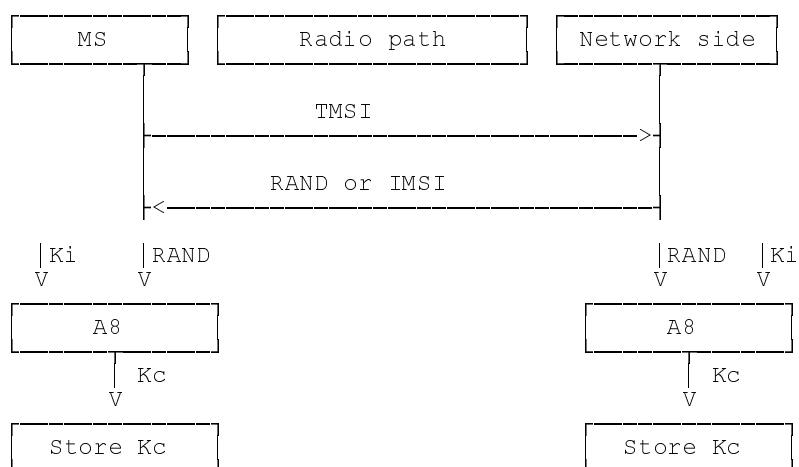 MS Radio path Network side
TMSI
RAND or IMSI
Ki RAND RAND Ki
A8 A8
Kc Kc
Store Kc Store Kc